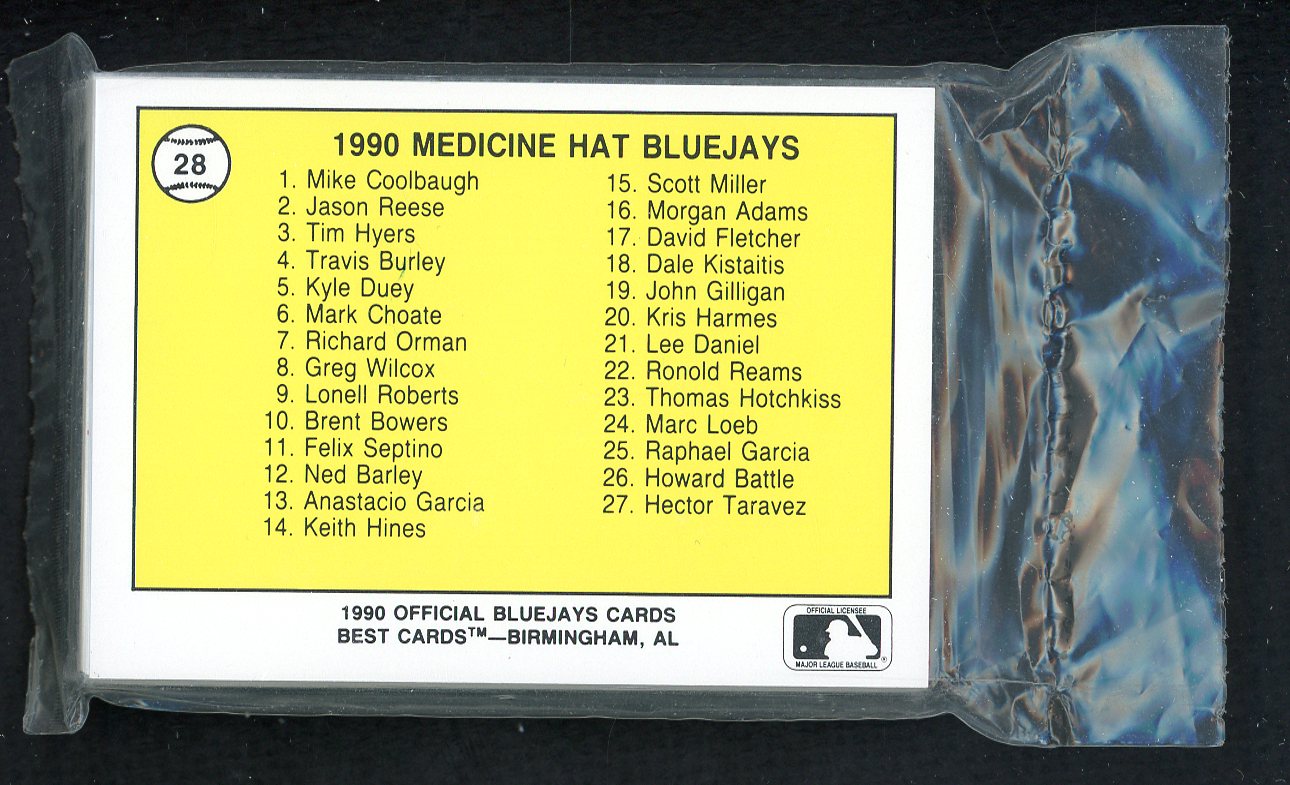 28
1990 MEDICINE HAT BLUEJAYS
1. Mike Coolbaugh
2. Jason Reese
3. Tim Hyers
4. Travis Burley
5. Kyle Duey
6. Mark Choate
7. Richard Orman
8. Greg Wilcox
9. Lonell Roberts
10. Brent Bowers
11. Felix Septino
12. Ned Barley
13. Anastacio Garcia
14. Keith Hines
15. Scott Miller
16. Morgan Adams
17. David Fletcher
18. Dale Kistaitis
19. John Gilligan
20. Kris Harmes
21. Lee Daniel
22. Ronold Reams
23. Thomas Hotchkiss
24. Marc Loeb
25. Raphael Garcia
26. Howard Battle
27. Hector Taravez
1990 OFFICIAL BLUEJAYS CARDS
BEST CARDS™—BIRMINGHAM, AL
OFFICIAL LICENSEE
MAJOR LEAGUE BASEBALL®